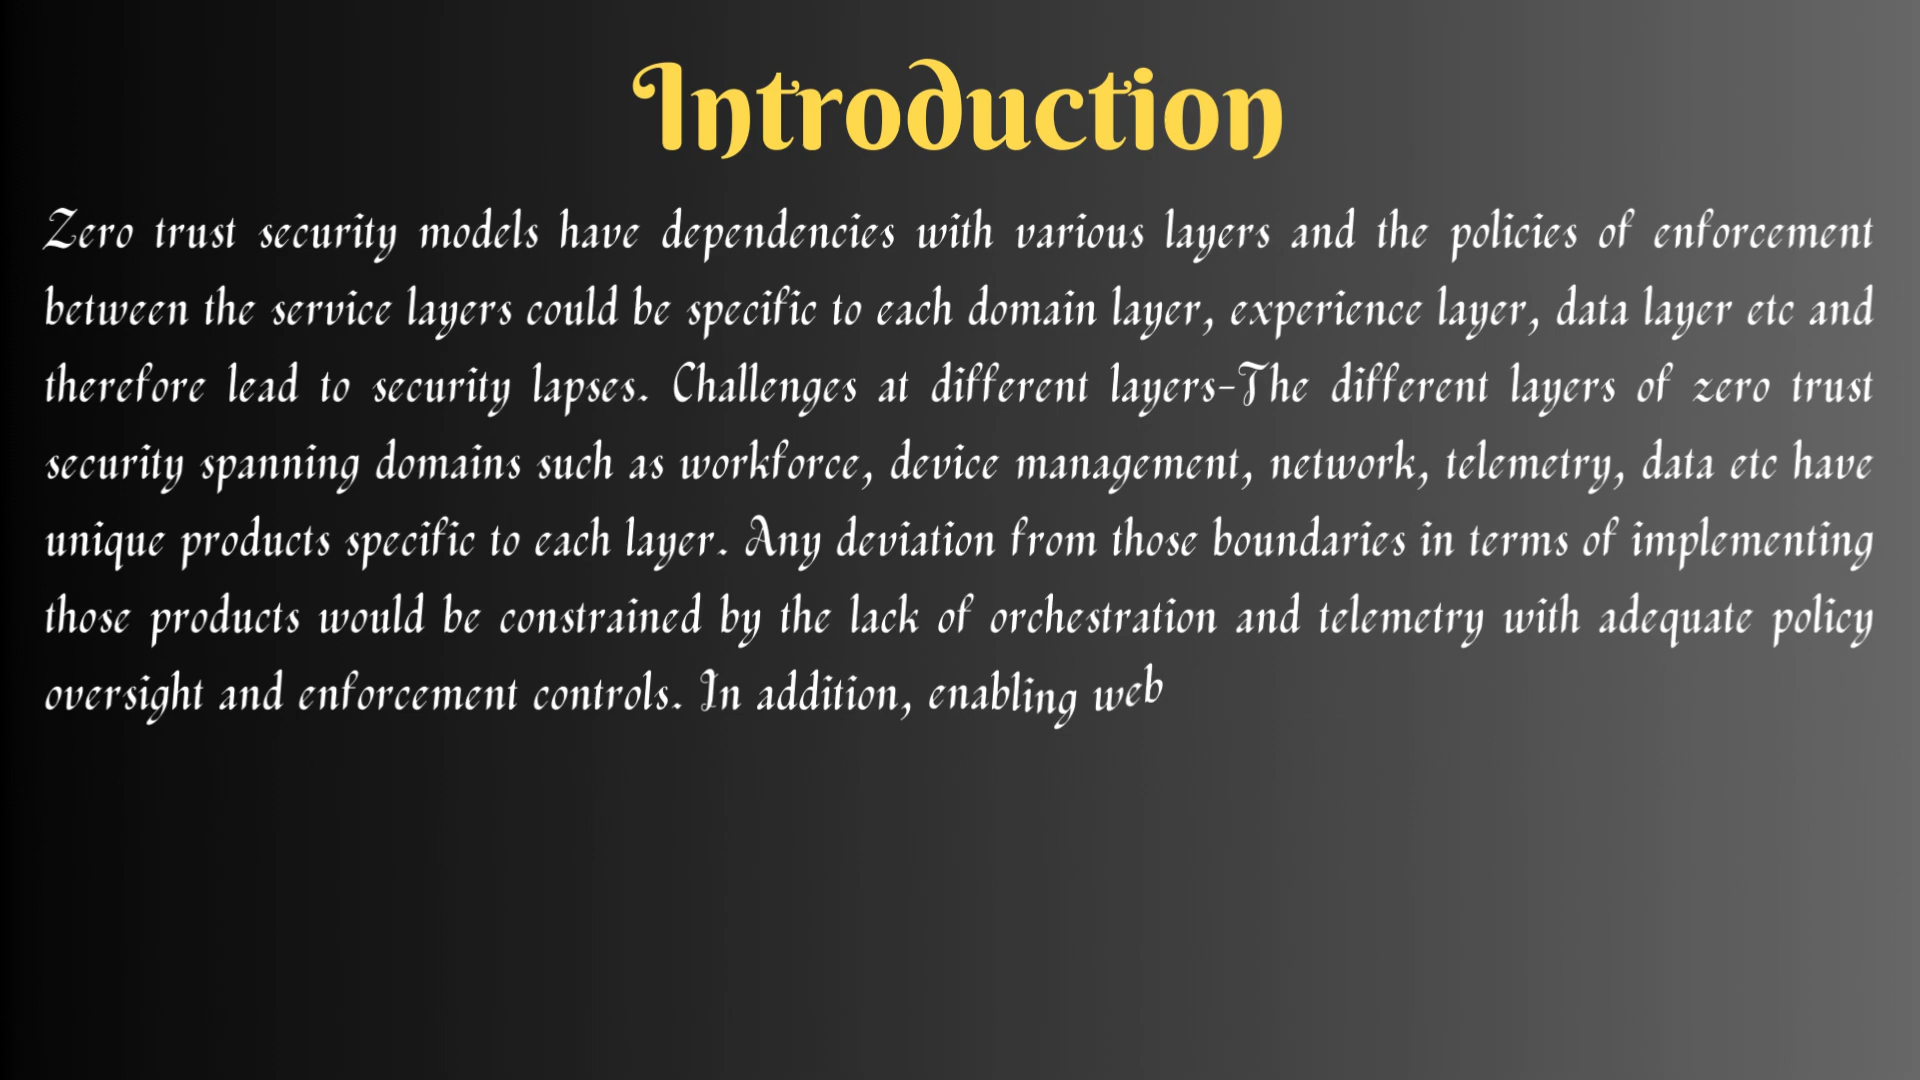 Introduction
Zero trust security models have dependencies with various layers and the policies of enforcement
between the service layers could be specific to each domain layer, experience layer, data layer etc and
therefore lead to security lapses. Challenges at different layers-The different layers of zero trust
security spanning domains such as workforce, device management, network, telemetry, data etc have
unique products specific to each layer. Any deviation from those boundaries in terms of implementing
those products would be constrained by the lack of orchestration and telemetry with adequate policy
oversight and enforcement controls. In addition, enabling web